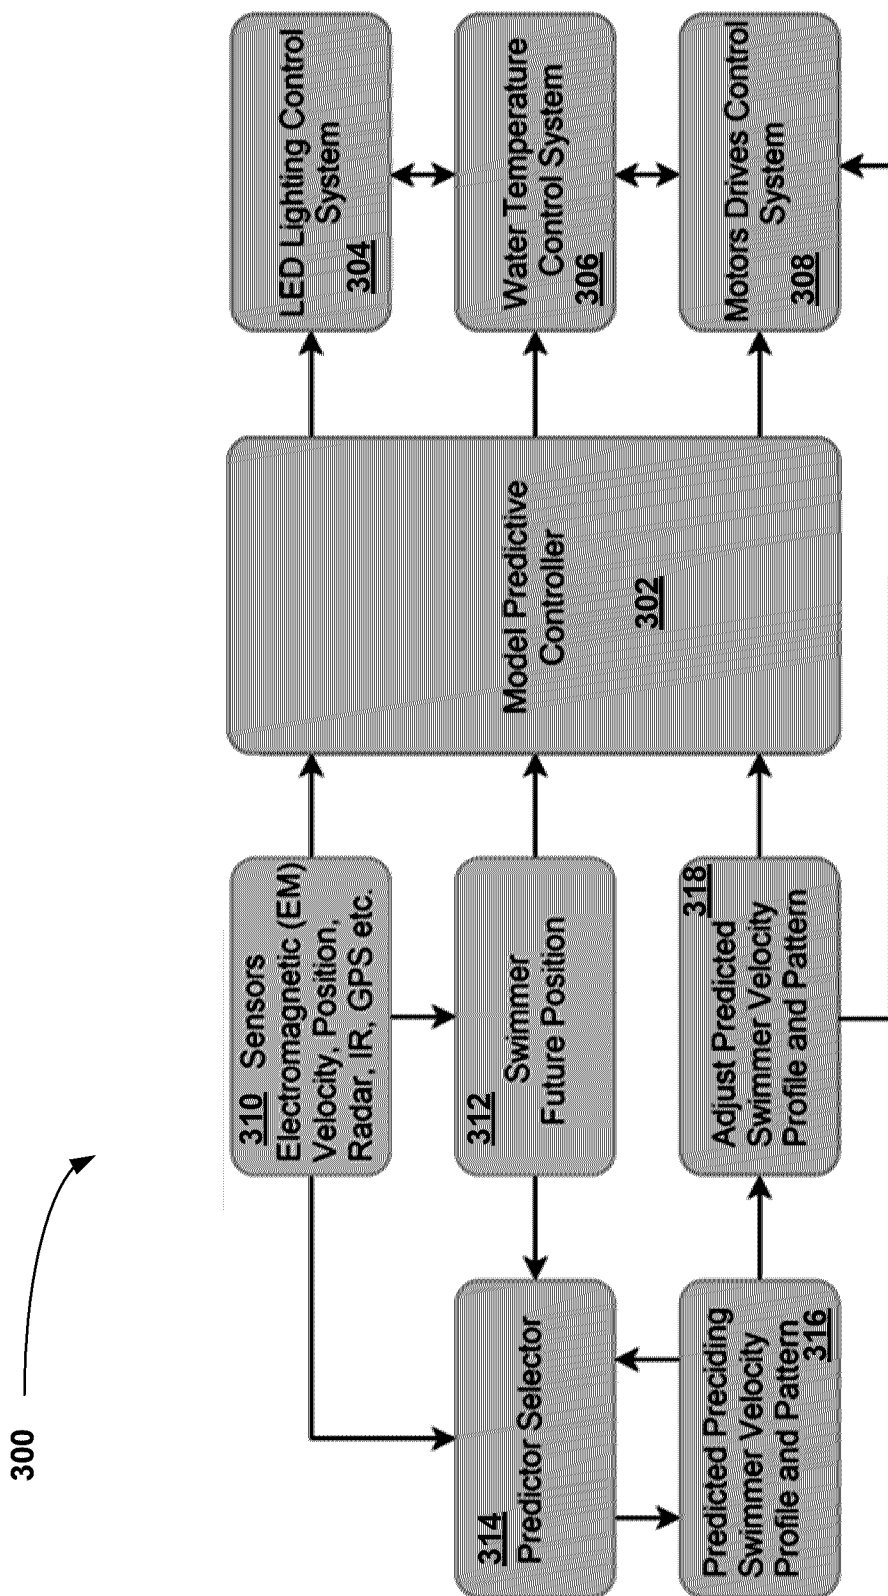 300
310 Sensors
Electromagnetic (EM)
Velocity, Position,
Radar, IR, GPS etc.
LED Lighting Control
System
304
314
Predictor Selector
312
Swimmer
Future Position
Model Predictive
Controller
302
Water Temperature
Control System
306
Predicted Preciding
Swimmer Velocity
Profile and Pattern
316
318
Adjust Predicted
Swimmer Velocity
Profile and Pattern
Motors Drives Control
System
308